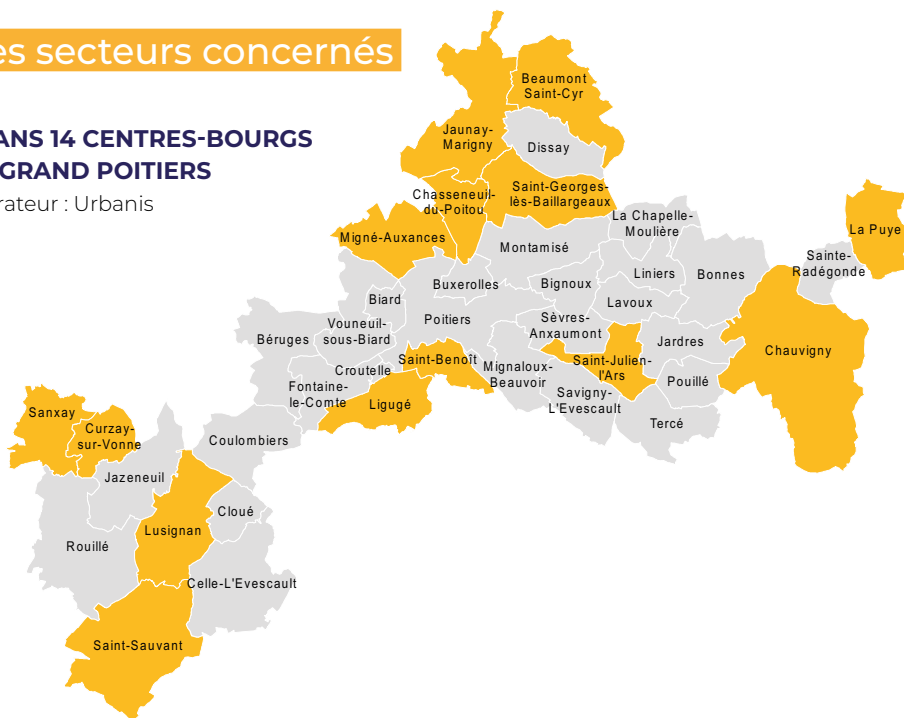 es secteurs concernés
ANS 14 CENTRES-BOURGS
GRAND POITIERS
rateur : Urbanis
Beaumont
Saint-Cyr
Jaunay-
Marigny
Dissay
Chasseneuil-
du-Poitou
Saint-Georges-
lès-Baillargeaux
La Chapelle-
Moulière
La Puye
Migné-Auxances
Montamisé
Sainte-
Radégonde
Liniers
Bonnes
Buxerolles
Bignoux
Biard
Lavoux
Vouneuil-
sous-Biard
Poitiers
Sèvres-
Anxaumont
Béruges
Jardres
Chauvigny
Saint-Benoît
Saint-Julien-
l'Ars
Croutelle
Mignaloux-
Beauvoir
Fontaine-
le-Comte
Pouillé
Ligugé
Savigny-
L'Evescault
Sanxay
Tercé
Curzay-
sur-Vonne
Coulombiers
Jazeneuil
Cloué
Lusignan
Rouillé
Celle-L'Evescault
Saint-Sauvant